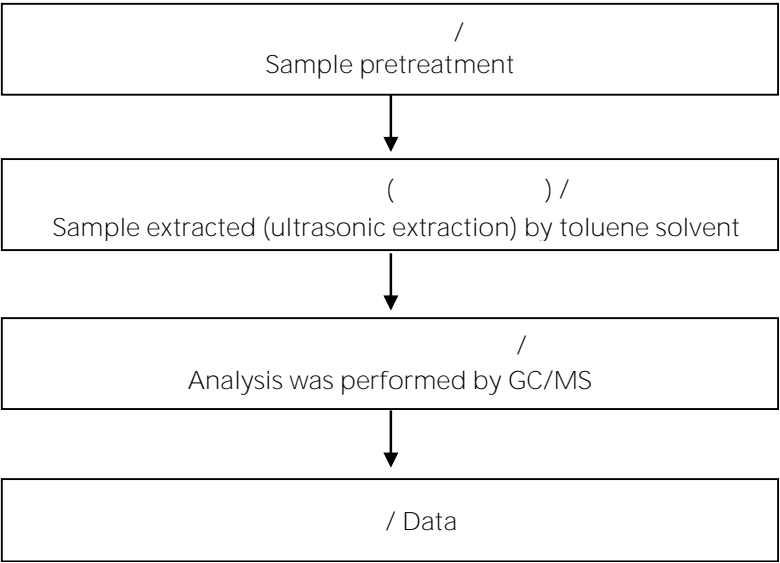 /
Sample pretreatment
( ) /
Sample extracted (ultrasonic extraction) by toluene solvent
/
Analysis was performed by GC/MS
/ Data